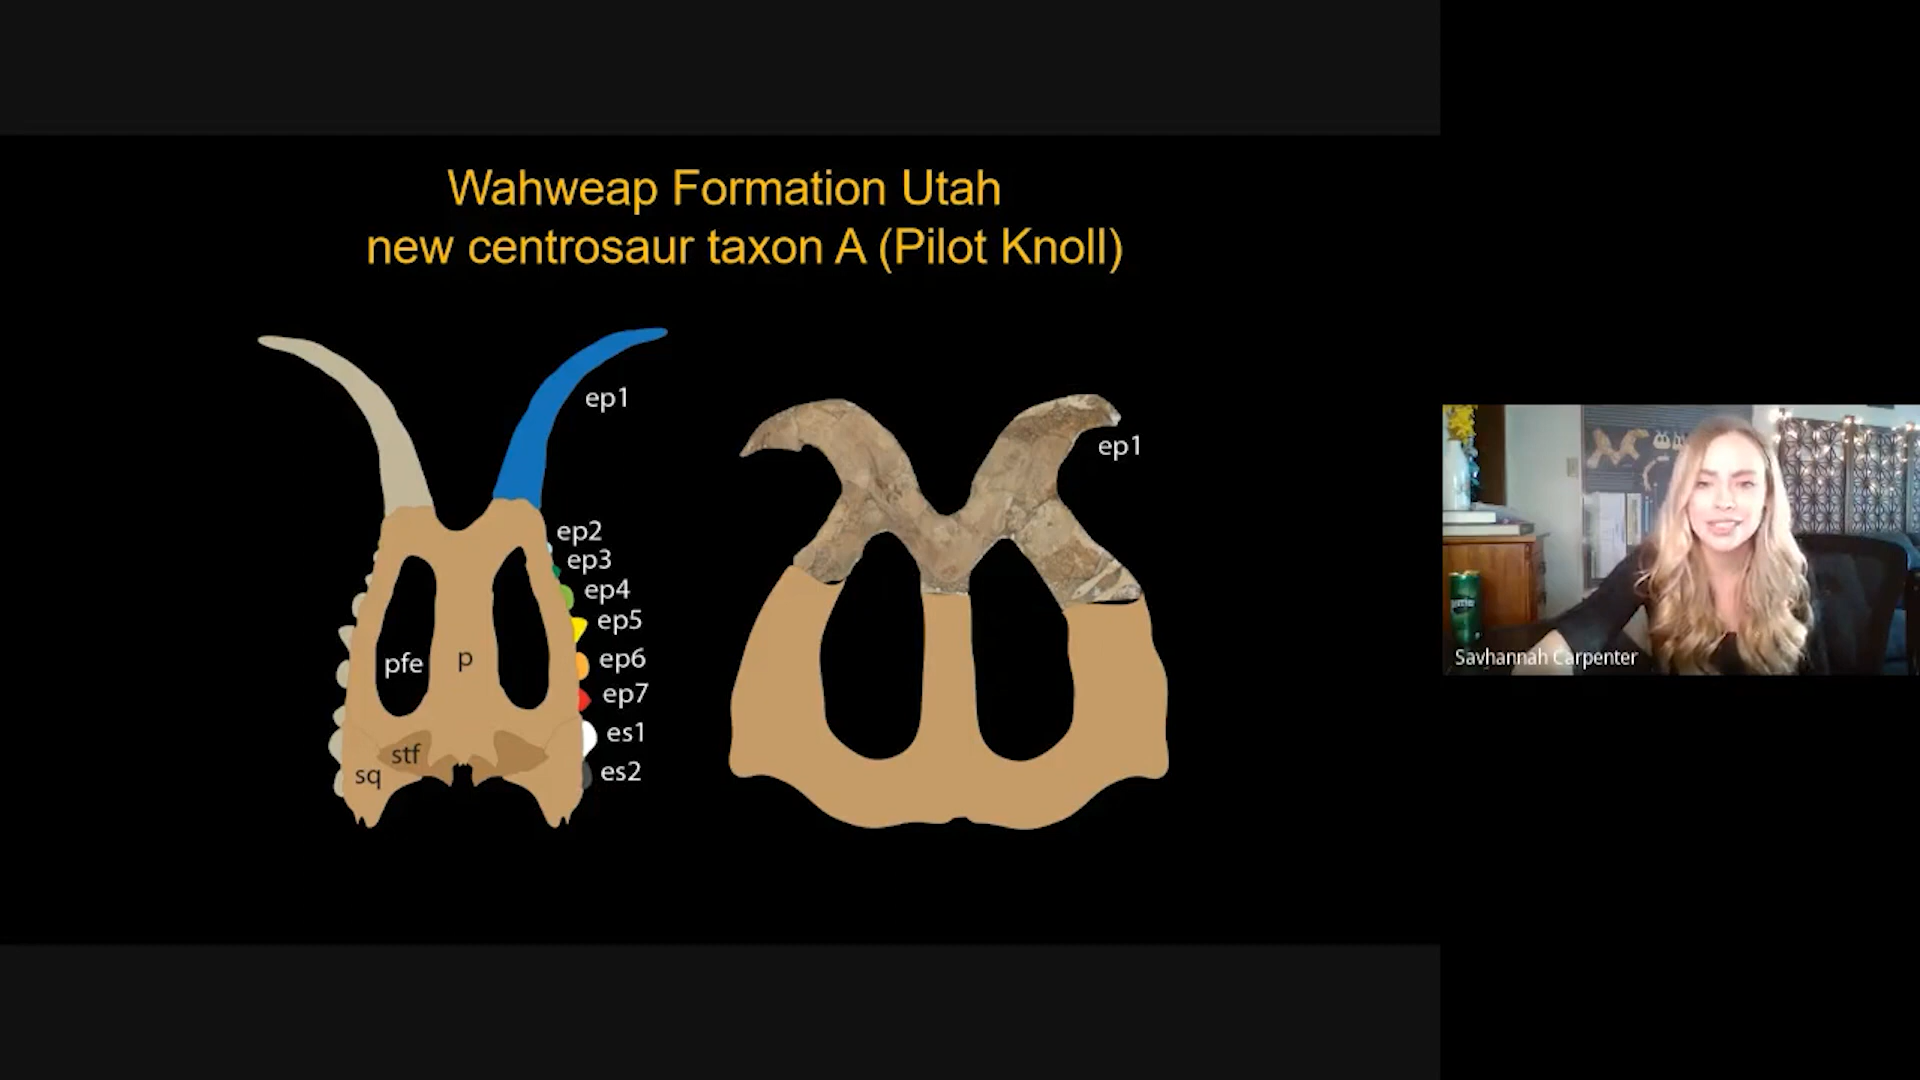 Wahweap Formation Utah
new centrosaur taxon A (Pilot Knoll)
ep1
ep1
ep2
ep3
ep4
ep5
ep6
ep7
es1
es2
pfe
p
stf
sq
Savhannah Carpenter